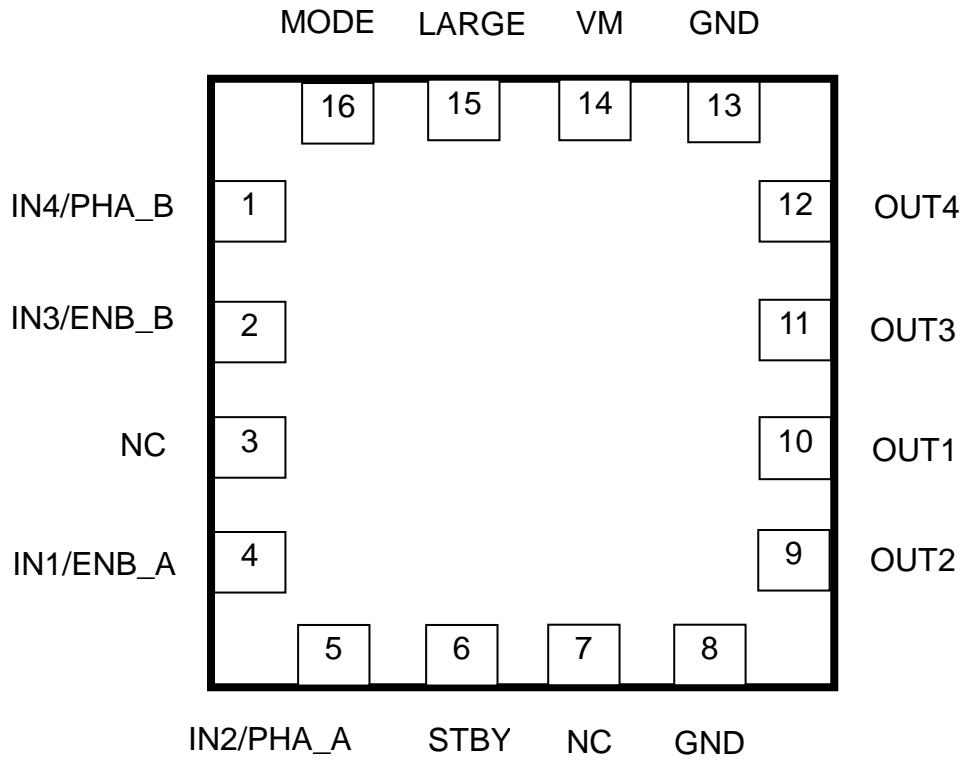 MODE LARGE VM GND
16 15 14 13
IN4/PHA_B 1 12 OUT4
IN3/ENB_B 2 11 OUT3
NC 3 10 OUT1
IN1/ENB_A 4 9 OUT2
5 6 7 8
IN2/PHA_A STBY NC GND